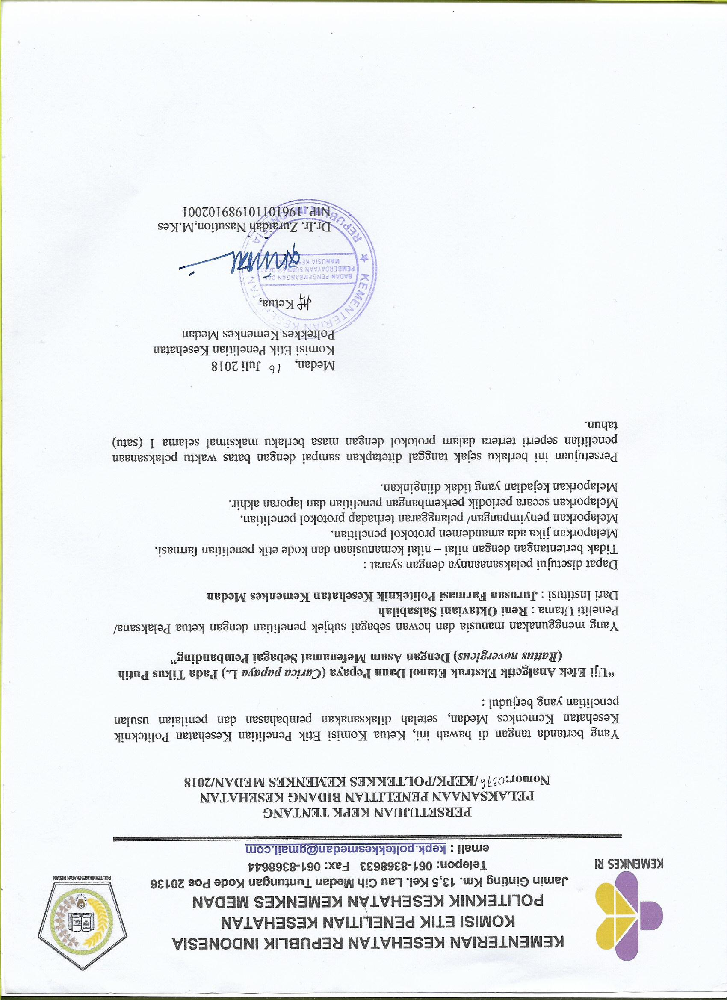 KEMENTERIAN KESEHATAN REPUBLIK INDONESIA
KOMISI ETIK PENELITIAN KESEHATAN
POLITEKNIK KESEHATAN KEMENKES MEDAN
Jamin Ginting Km. 13,5 Kel. Lau Cih Medan Tuntungan Kode Pos 20136
Telepon: 061-8368633 Fax: 061-8368644
email : kepk.poltekkesmedan@gmail.com
KEMENKES RI
POLITEKNIK KESEHATAN MEDAN
PERSETUJUAN KEPK TENTANG
PELAKSANAAN PENELITIAN BIDANG KESEHATAN
Nomor:0376/KEPK/POLTEKKES KEMENKES MEDAN/2018
Yang bertanda tangan di bawah ini, Ketua Komisi Etik Penelitian Kesehatan Politeknik
Kesehatan Kemenkes Medan, setelah dilaksanakan pembahasan dan penilaian usulan
penelitian yang berjudul :
“Uji Efek Analgetik Ekstrak Etanol Daun Pepaya (Carica papaya L.) Pada Tikus Putih
(Rattus novergicus) Dengan Asam Mefenamat Sebagai Pembanding”
Yang menggunakan manusia dan hewan sebagai subjek penelitian dengan ketua Pelaksana/
Peneliti Utama : Reni Oktaviani Salsabilah
Dari Institusi : Jurusan Farmasi Politeknik Kesehatan Kemenkes Medan
Dapat disetujui pelaksanaannya dengan syarat :
Tidak bertentangan dengan nilai – nilai kemanusiaan dan kode etik penelitian farmasi.
Melaporkan jika ada amandemen protokol penelitian.
Melaporkan penyimpangan/ pelanggaran terhadap protokol penelitian.
Melaporkan secara periodik perkembangan penelitian dan laporan akhir.
Melaporkan kejadian yang tidak diinginkan.
Persetujuan ini berlaku sejak tanggal ditetapkan sampai dengan batas waktu pelaksanaan
penelitian seperti tertera dalam protokol dengan masa berlaku maksimal selama 1 (satu)
tahun.
Medan, 16 Juli 2018
Komisi Etik Penelitian Kesehatan
Poltekkes Kemenkes Medan
Ketua,
KEMENTERIAN KESEHATAN
BADAN PENGEMBANGAN DAN
PEMBERDAYAAN SUMBER DAYA
MANUSIA KESEHATAN
REPUBLIK INDONESIA
Dr.Ir. Zuraidah Nasution,M.Kes
NIP. 196101101989102001